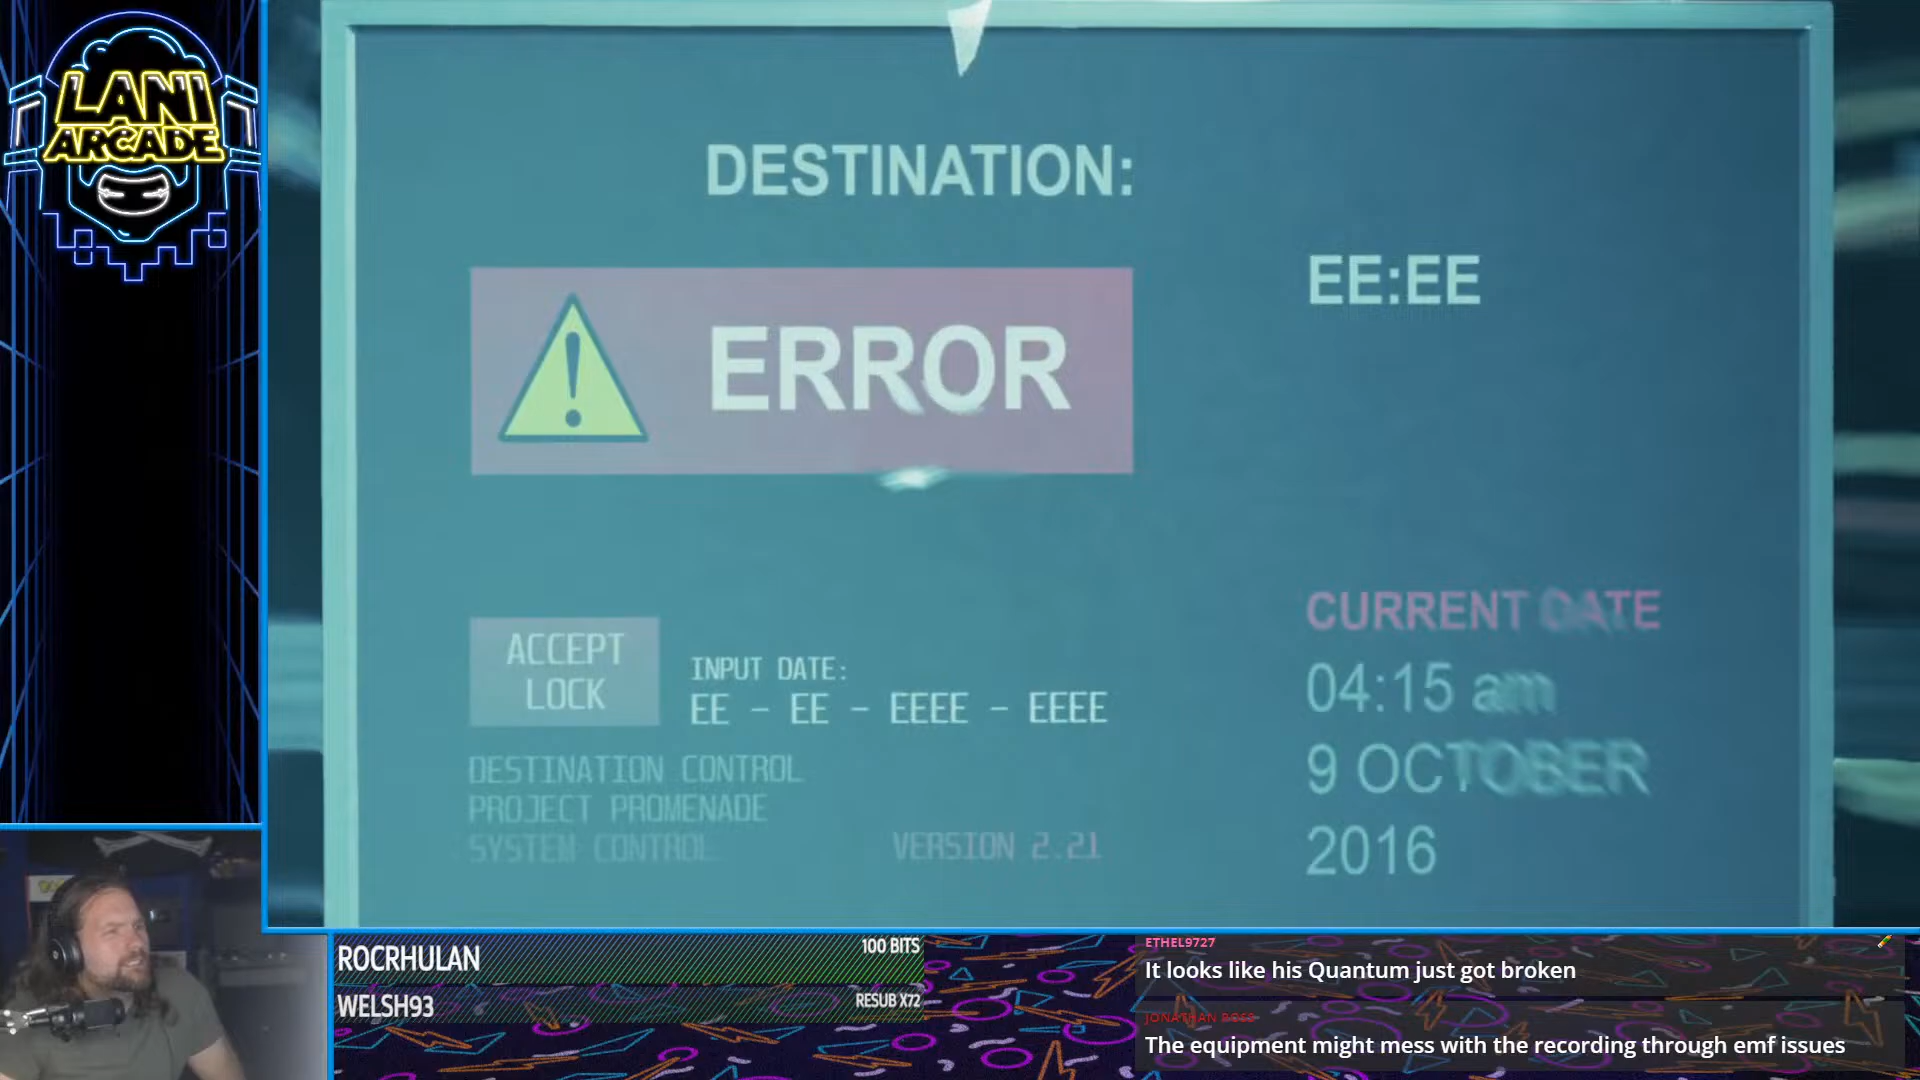 LANI
ARCADE
DESTINATION:
EE:EE
ERROR
CURRENT DATE
04:15 am
9 OCTOBER
2016
ACCEPT
LOCK
INPUT DATE:
EE - EE - EEEE - EEEE
DESTINATION CONTROL
PROJECT PROMENADE
SYSTEM CONTROL
VERSION 2.21
ROCRHULAN
100 BITS
WELSH93
RESUB X72
ETHEL9727
It looks like his Quantum just got broken
JONATHAN ROSS
The equipment might mess with the recording through emf issues